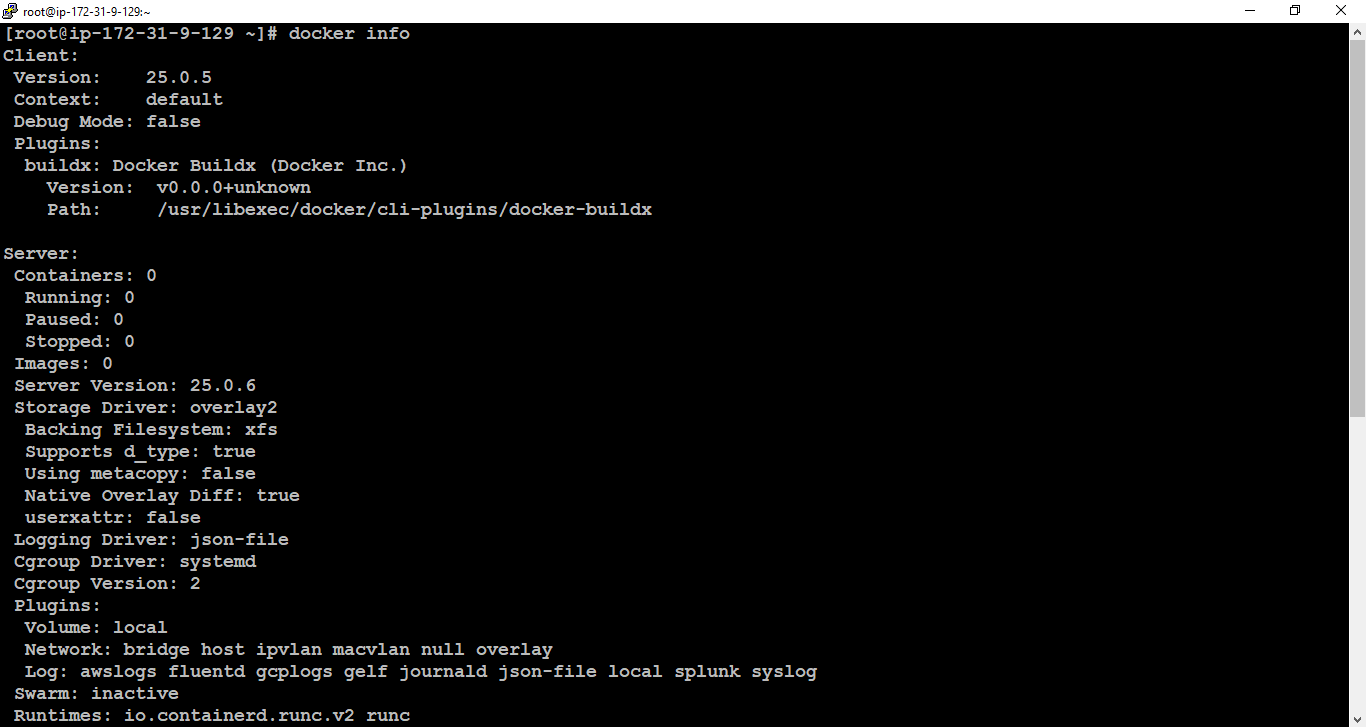 root@ip-172-31-9-129:~
[root@ip-172-31-9-129 ~]# docker info
Client:
 Version:    25.0.5
 Context:    default
 Debug Mode: false
 Plugins:
  buildx: Docker Buildx (Docker Inc.)
    Version:  v0.0.0+unknown
    Path:     /usr/libexec/docker/cli-plugins/docker-buildx

Server:
 Containers: 0
  Running: 0
  Paused: 0
  Stopped: 0
 Images: 0
 Server Version: 25.0.6
 Storage Driver: overlay2
  Backing Filesystem: xfs
  Supports d_type: true
  Using metacopy: false
  Native Overlay Diff: true
  userxattr: false
 Logging Driver: json-file
 Cgroup Driver: systemd
 Cgroup Version: 2
 Plugins:
  Volume: local
  Network: bridge host ipvlan macvlan null overlay
  Log: awslogs fluentd gcplogs gelf journald json-file local splunk syslog
 Swarm: inactive
 Runtimes: io.containerd.runc.v2 runc